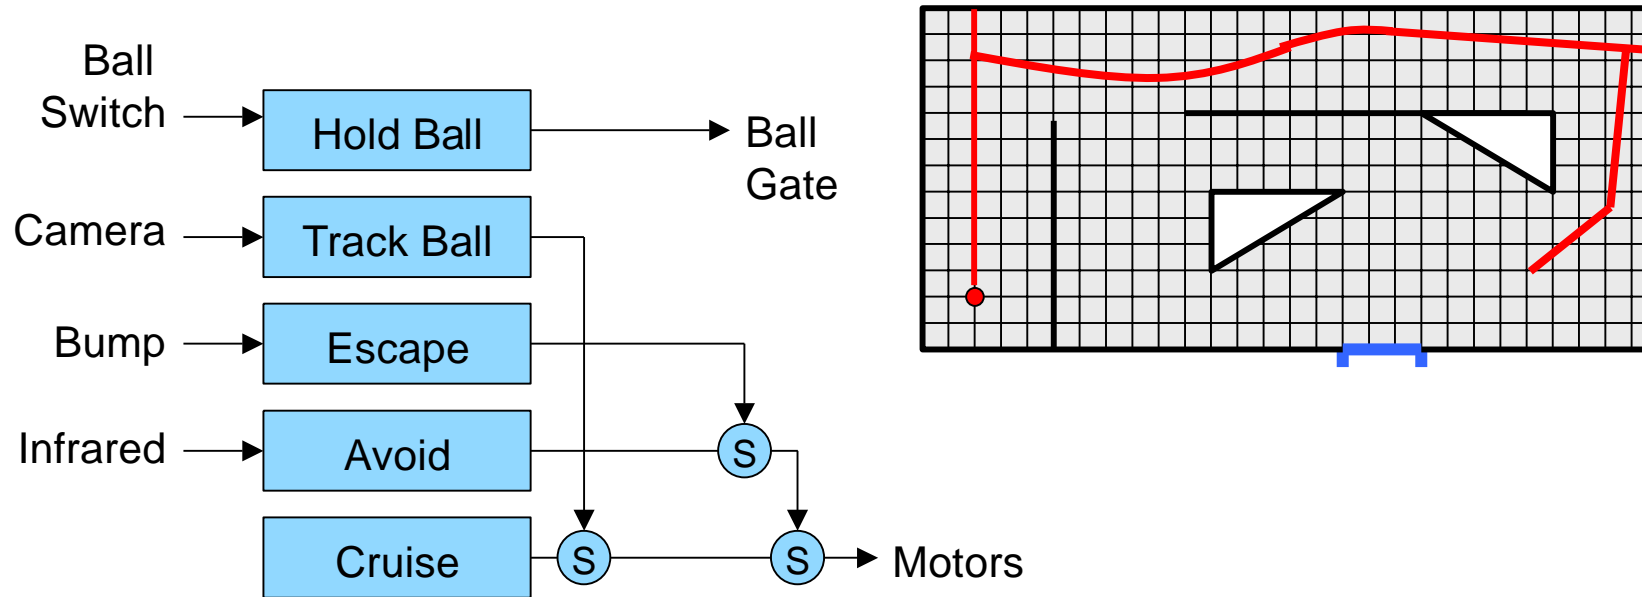 Ball
Switch
Hold Ball
Ball
Gate
Camera
Track Ball
Bump
Escape
Infrared
Avoid
S
Cruise
S
S
Motors